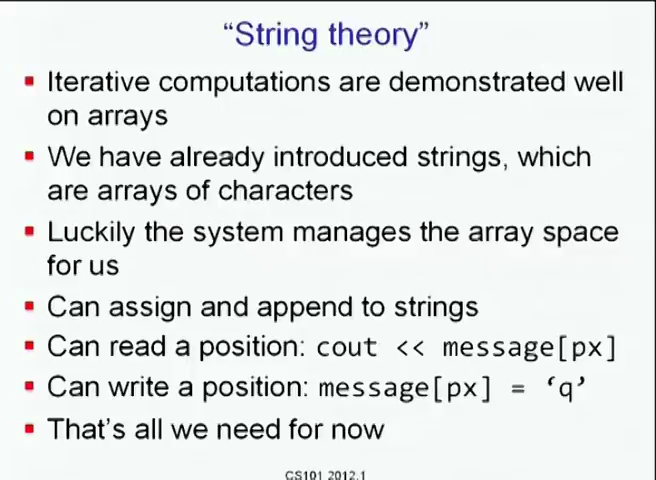 “String theory”
▪ Iterative computations are demonstrated well
on arrays
▪ We have already introduced strings, which
are arrays of characters
▪ Luckily the system manages the array space
for us
▪ Can assign and append to strings
▪ Can read a position: cout << message[px]
▪ Can write a position: message[px] = ‘q’
▪ That’s all we need for now
CS101 2012.1